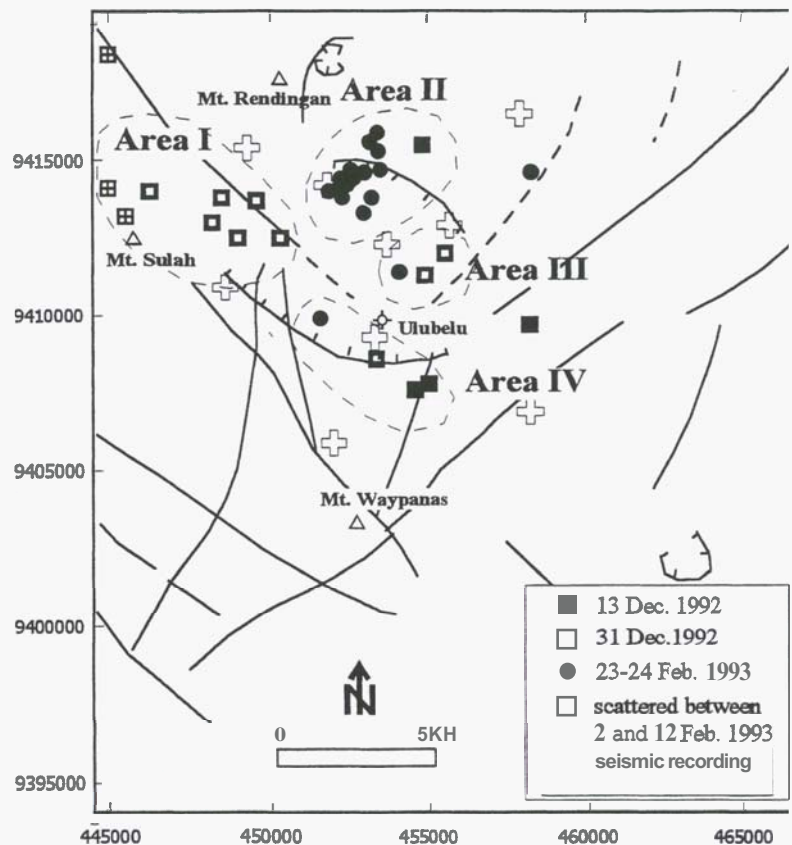 Area II
Mt. Rendingan
Area I
9415000
Mt. Sulah
Area III
9410000
Ulubelu
Area IV
9405000
Mt. Waypanas
13 Dec. 1992
31 Dec.1992
9400000
23-24 Feb. 1993
scattered between
2 and 12 Feb. 1993
seismic recording
N
0 5KH
9395000
445000 450000 455000 460000 465000